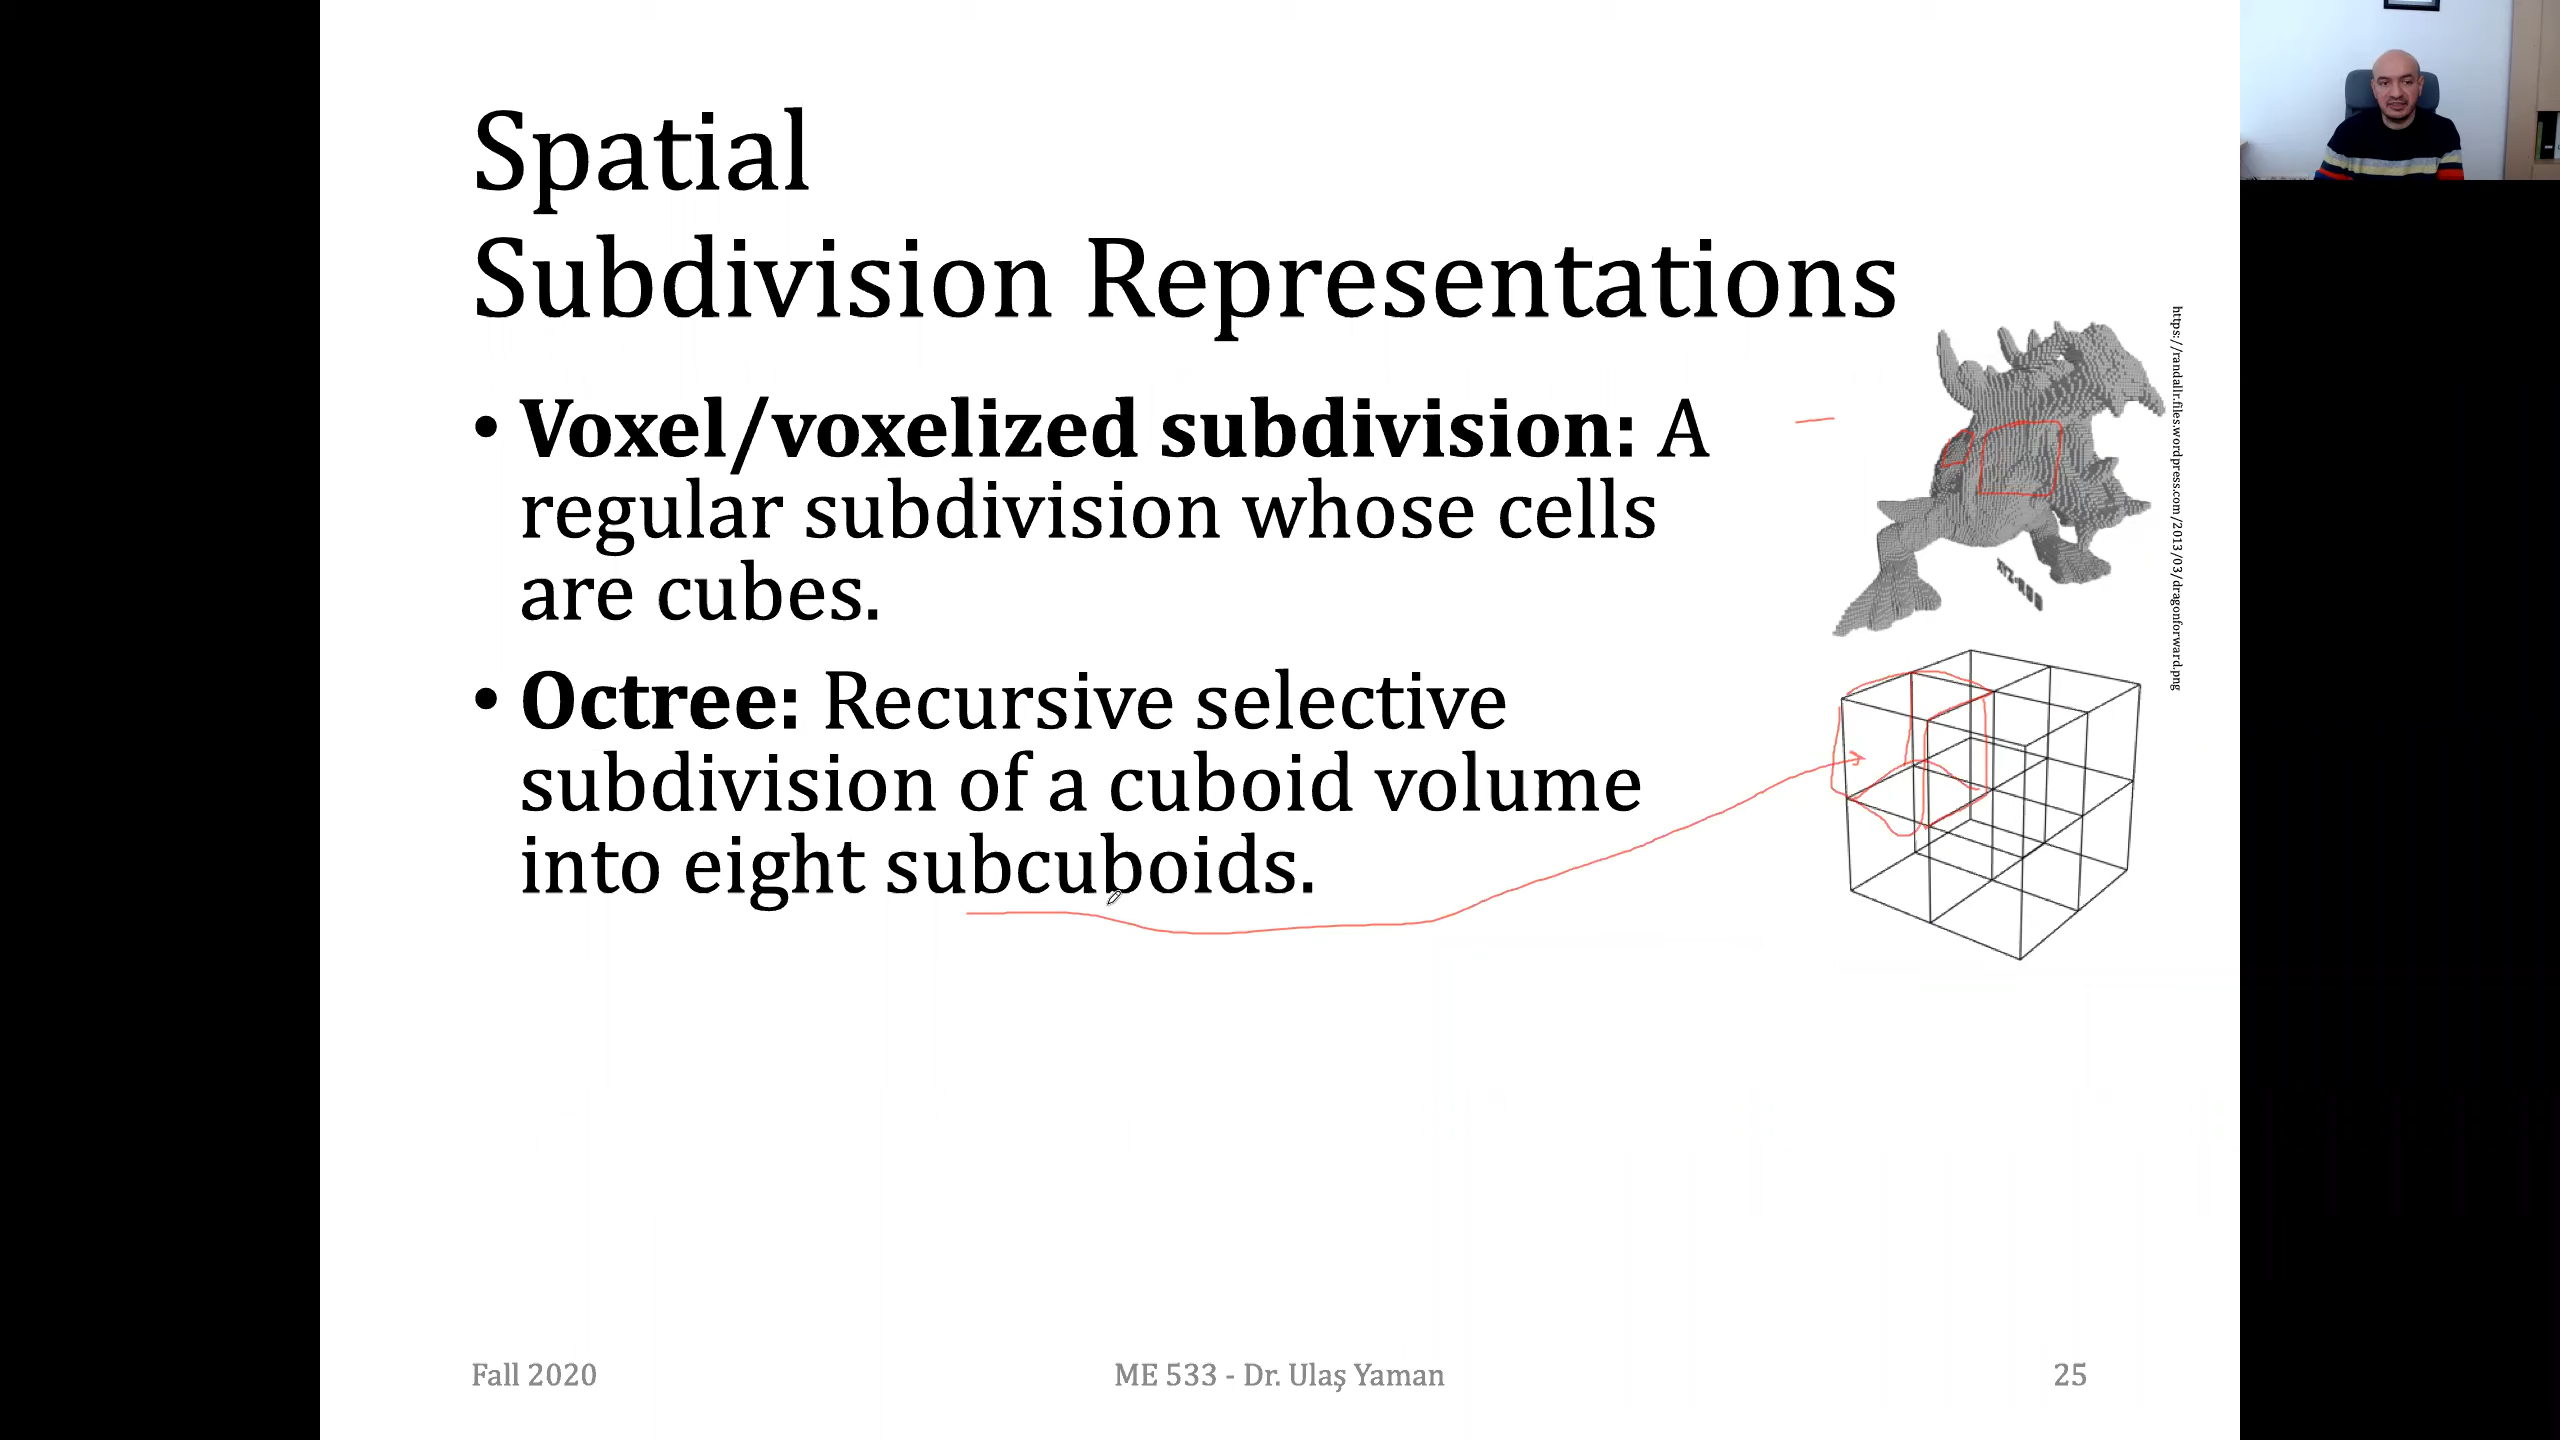 Spatial
Subdivision Representations
• Voxel/voxelized subdivision: A
regular subdivision whose cells
are cubes.
• Octree: Recursive selective
subdivision of a cuboid volume
into eight subcuboids.
https://randallr.files.wordpress.com/2013/03/dragonforward.png
Fall 2020
ME 533 - Dr. Ulaş Yaman
25